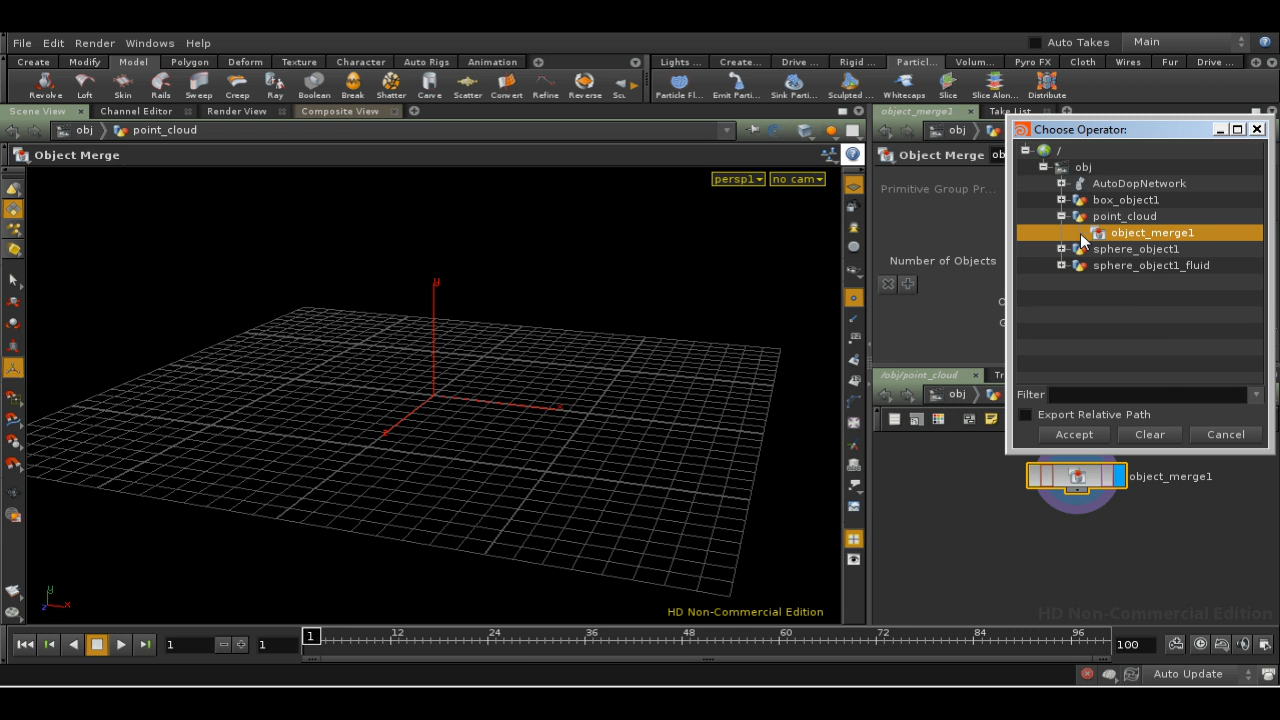 File Edit Render Windows Help
Auto Takes Main
Create Modify Model Polygon Deform Texture Character Auto Rigs Animation
Lights ... Create... Drive ... Rigid ... Particl... Volum... Pyro FX Cloth Wires Fur Drive ...
Revolve Loft Skin Rails Sweep Creep Ray Boolean Break Shatter Carve Scatter Convert Refine Reverse Scu
Particle Fl... Emit Parti... Sink Parti... Sculpted ... Whitecaps Slice Slice Alon... Distribute
Scene View Channel Editor Render View Composite View
object_merge1 Take List
obj point_cloud
obj
Object Merge
Object Merge ob
persp1 no cam
Primitive Group Pr...
Number of Objects
O
G
Choose Operator:
/
obj
AutoDopNetwork
box_object1
point_cloud
object_merge1
sphere_object1
sphere_object1_fluid
Filter
Export Relative Path
Accept Clear Cancel
/obj/point_cloud Tr
obj
object_merge1
y
x
z
y
x
z
HD Non-Commercial Edition
HD Non-Commercial Edition
1 1 1 12 24 36 48 60 72 84 96 100
Auto Update